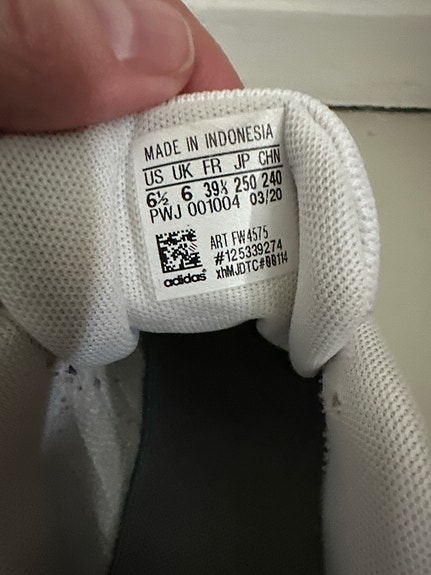 MADE IN INDONESIA
US UK FR JP CHN
6½ 6 39⅓ 250 240
PWJ 001004 03/20
ART FW4575
#125339274
xhMJDTC#00114
adidas